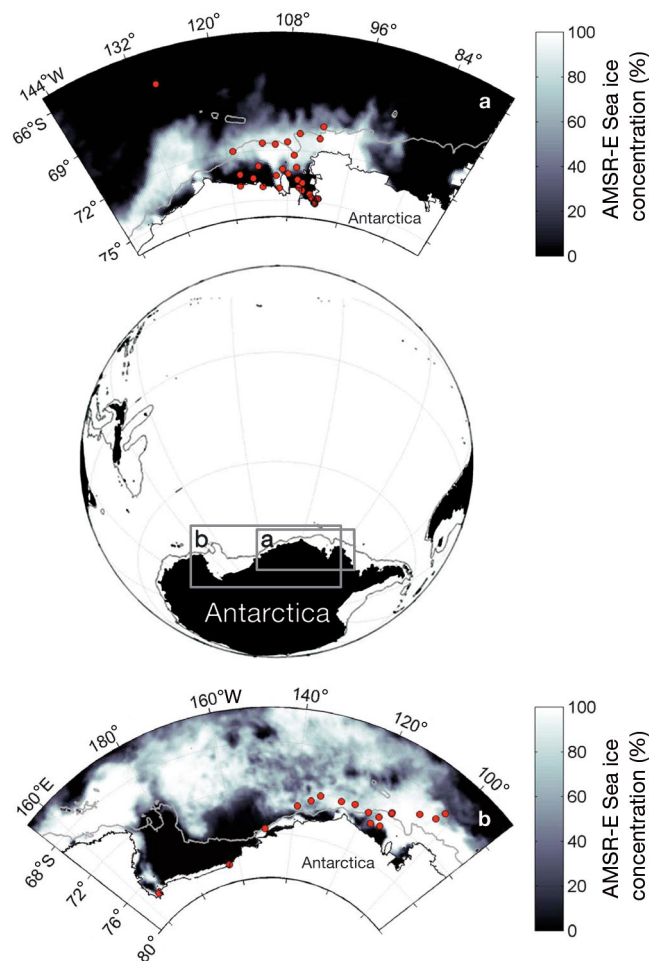 144°W
132°
120°
108°
96°
84°
66°S
69°
72°
75°
a
Antarctica
100
80
60
40
20
0
AMSR-E Sea ice
concentration (%)
b
a
Antarctica
160°E
180°
160°W
140°
120°
100°
68°S
72°
76°
80°
b
Antarctica
100
80
60
40
20
0
AMSR-E Sea ice
concentration (%)